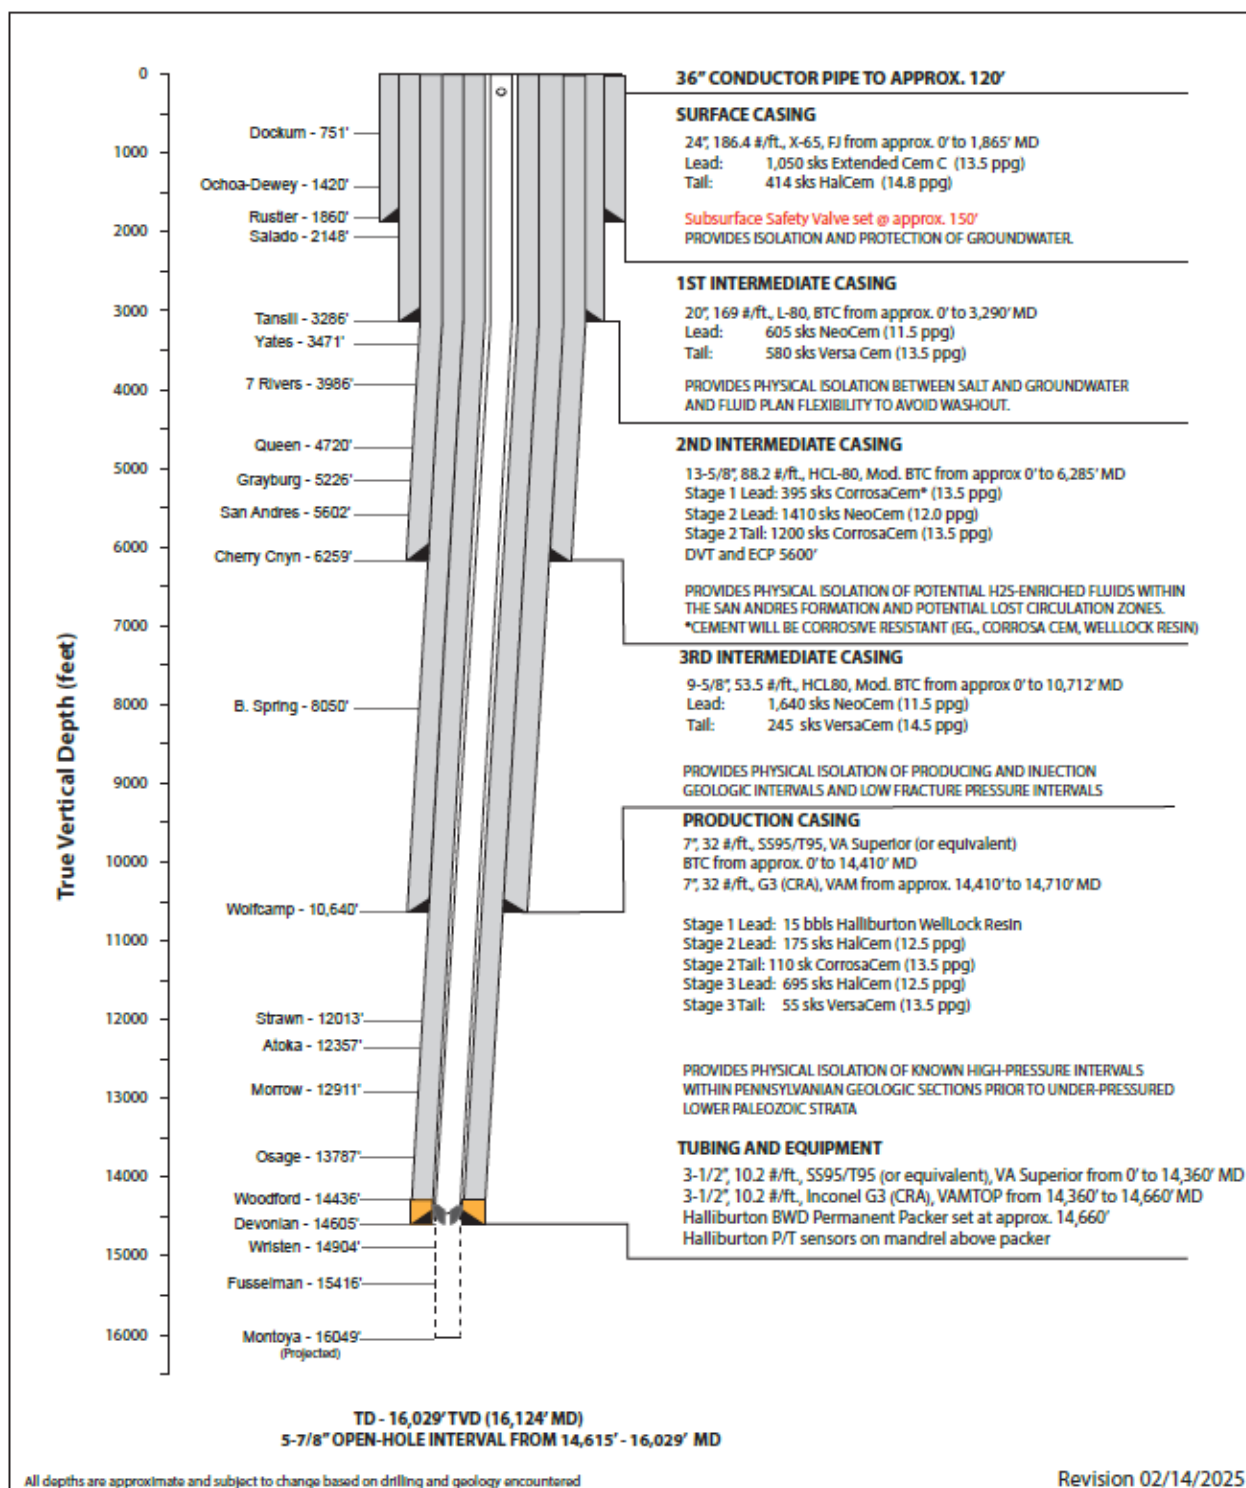 0
1000
2000
3000
4000
5000
6000
7000
8000
9000
10000
11000
12000
13000
14000
15000
16000
True Vertical Depth (feet)
Dockum - 751'
Ochoa-Dewey - 1420'
Rustler - 1860'
Salado - 2148'
Tansill - 3286'
Yates - 3471'
7 Rivers - 3986'
Queen - 4720'
Grayburg - 5226'
San Andres - 5602'
Cherry Cnyn - 6259'
B. Spring - 8050'
Wolfcamp - 10,640'
Strawn - 12013'
Atoka - 12357'
Morrow - 12911'
Osage - 13787'
Woodford - 14436'
Devonian - 14605'
Wristen - 14904'
Fusselman - 15416'
Montoya - 16049'
(Projected)
36" CONDUCTOR PIPE TO APPROX. 120'
SURFACE CASING
24", 186.4 #/ft., X-65, FJ from approx. 0' to 1,865' MD
Lead: 1,050 sks Extended Cem C (13.5 ppg)
Tail: 414 sks HalCem (14.8 ppg)
Subsurface Safety Valve set @ approx. 150'
PROVIDES ISOLATION AND PROTECTION OF GROUNDWATER.
1ST INTERMEDIATE CASING
20", 169 #/ft., L-80, BTC from approx. 0' to 3,290' MD
Lead: 605 sks NeoCem (11.5 ppg)
Tail: 580 sks Versa Cem (13.5 ppg)
PROVIDES PHYSICAL ISOLATION BETWEEN SALT AND GROUNDWATER
AND FLUID PLAN FLEXIBILITY TO AVOID WASHOUT.
2ND INTERMEDIATE CASING
13-5/8", 88.2 #/ft., HCL-80, Mod. BTC from approx 0' to 6,285' MD
Stage 1 Lead: 395 sks CorrosaCem* (13.5 ppg)
Stage 2 Lead: 1410 sks NeoCem (12.0 ppg)
Stage 2 Tail: 1200 sks CorrosaCem (13.5 ppg)
DVT and ECP 5600'
PROVIDES PHYSICAL ISOLATION OF POTENTIAL H2S-ENRICHED FLUIDS WITHIN
THE SAN ANDRES FORMATION AND POTENTIAL LOST CIRCULATION ZONES.
*CEMENT WILL BE CORROSIVE RESISTANT (EG., CORROSA CEM, WELLLOCK RESIN)
3RD INTERMEDIATE CASING
9-5/8", 53.5 #/ft., HCL80, Mod. BTC from approx 0' to 10,712' MD
Lead: 1,640 sks NeoCem (11.5 ppg)
Tail: 245 sks VersaCem (14.5 ppg)
PROVIDES PHYSICAL ISOLATION OF PRODUCING AND INJECTION
GEOLOGIC INTERVALS AND LOW FRACTURE PRESSURE INTERVALS
PRODUCTION CASING
7", 32 #/ft., SS95/T95, VA Superior (or equivalent)
BTC from approx. 0' to 14,410' MD
7", 32 #/ft., G3 (CRA), VAM from approx. 14,410' to 14,710' MD
Stage 1 Lead: 15 bbls Halliburton WellLock Resin
Stage 2 Lead: 175 sks HalCem (12.5 ppg)
Stage 2 Tail: 110 sk CorrosaCem (13.5 ppg)
Stage 3 Lead: 695 sks HalCem (12.5 ppg)
Stage 3 Tail: 55 sks VersaCem (13.5 ppg)
PROVIDES PHYSICAL ISOLATION OF KNOWN HIGH-PRESSURE INTERVALS
WITHIN PENNSYLVANIAN GEOLOGIC SECTIONS PRIOR TO UNDER-PRESSURED
LOWER PALEOZOIC STRATA
TUBING AND EQUIPMENT
3-1/2", 10.2 #/ft., SS95/T95 (or equivalent), VA Superior from 0' to 14,360' MD
3-1/2", 10.2 #/ft., Inconel G3 (CRA), VAMTOP from 14,360' to 14,660' MD
Halliburton BWD Permanent Packer set at approx. 14,660'
Halliburton P/T sensors on mandrel above packer
TD - 16,029' TVD (16,124' MD)
5-7/8" OPEN-HOLE INTERVAL FROM 14,615' - 16,029' MD
All depths are approximate and subject to change based on drilling and geology encountered
Revision 02/14/2025